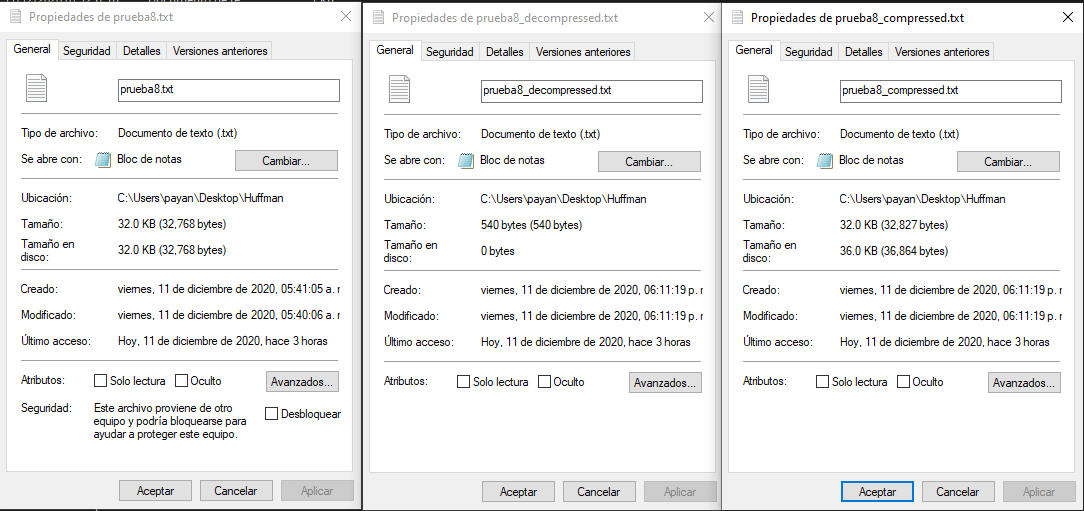 Propiedades de prueba8.txt
General Seguridad Detalles Versiones anteriores
prueba8.txt
Tipo de archivo: Documento de texto (.txt)
Se abre con: Bloc de notas Cambiar...
Ubicación: C:\Users\payan\Desktop\Huffman
Tamaño: 32.0 KB (32,768 bytes)
Tamaño en disco: 32.0 KB (32,768 bytes)
Creado: viernes, 11 de diciembre de 2020, 05:41:05 a. r
Modificado: viernes, 11 de diciembre de 2020, 05:40:06 a. r
Último acceso: Hoy, 11 de diciembre de 2020, hace 3 horas
Atributos: Solo lectura Oculto Avanzados...
Seguridad: Este archivo proviene de otro
equipo y podría bloquearse para
ayudar a proteger este equipo.
Desbloquear
Aceptar Cancelar Aplicar
Propiedades de prueba8_decompressed.txt
General Seguridad Detalles Versiones anteriores
prueba8_decompressed.txt
Tipo de archivo: Documento de texto (.txt)
Se abre con: Bloc de notas Cambiar...
Ubicación: C:\Users\payan\Desktop\Huffman
Tamaño: 540 bytes (540 bytes)
Tamaño en disco: 0 bytes
Creado: viernes, 11 de diciembre de 2020, 06:11:19 p. r
Modificado: viernes, 11 de diciembre de 2020, 06:11:19 p. r
Último acceso: Hoy, 11 de diciembre de 2020, hace 3 horas
Atributos: Solo lectura Oculto Avanzados...
Aceptar Cancelar Aplicar
Propiedades de prueba8_compressed.txt
General Seguridad Detalles Versiones anteriores
prueba8_compressed.txt
Tipo de archivo: Documento de texto (.txt)
Se abre con: Bloc de notas Cambiar...
Ubicación: C:\Users\payan\Desktop\Huffman
Tamaño: 32.0 KB (32,827 bytes)
Tamaño en disco: 36.0 KB (36,864 bytes)
Creado: viernes, 11 de diciembre de 2020, 06:11:19 p. r
Modificado: viernes, 11 de diciembre de 2020, 06:11:19 p. r
Último acceso: Hoy, 11 de diciembre de 2020, hace 3 horas
Atributos: Solo lectura Oculto Avanzados...
Aceptar Cancelar Aplicar